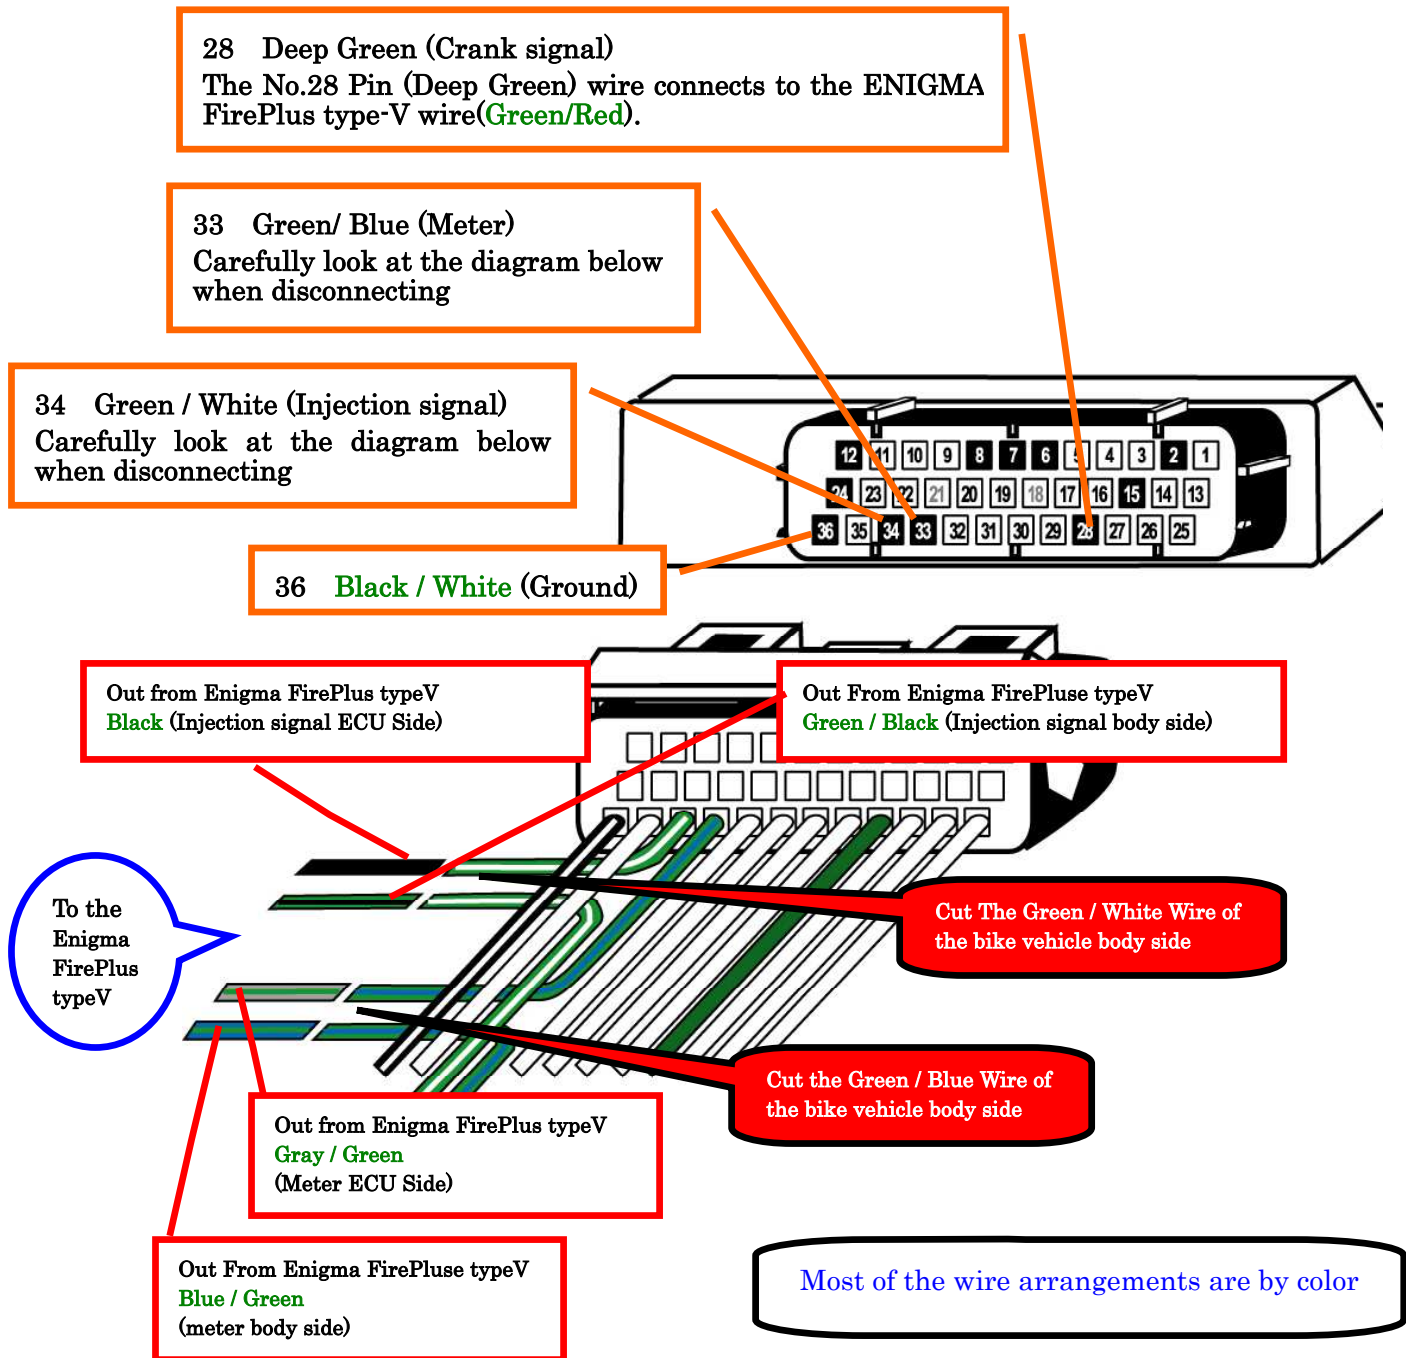 28 Deep Green (Crank signal)
The No.28 Pin (Deep Green) wire connects to the ENIGMA
FirePlus type-V wire(Green/Red).
33 Green/ Blue (Meter)
Carefully look at the diagram below
when disconnecting
34 Green / White (Injection signal)
Carefully look at the diagram below
when disconnecting
12 11 10 9 8 7 6 5 4 3 2 1
24 23 22 21 20 19 18 17 16 15 14 13
36 35 34 33 32 31 30 29 28 27 26 25
36 Black / White (Ground)
Out from Enigma FirePlus typeV
Black (Injection signal ECU Side)
Out From Enigma FirePluse typeV
Green / Black (Injection signal body side)
To the
Enigma
FirePlus
typeV
Cut The Green / White Wire of
the bike vehicle body side
Cut the Green / Blue Wire of
the bike vehicle body side
Out from Enigma FirePlus typeV
Gray / Green
(Meter ECU Side)
Out From Enigma FirePluse typeV
Blue / Green
(meter body side)
Most of the wire arrangements are by color